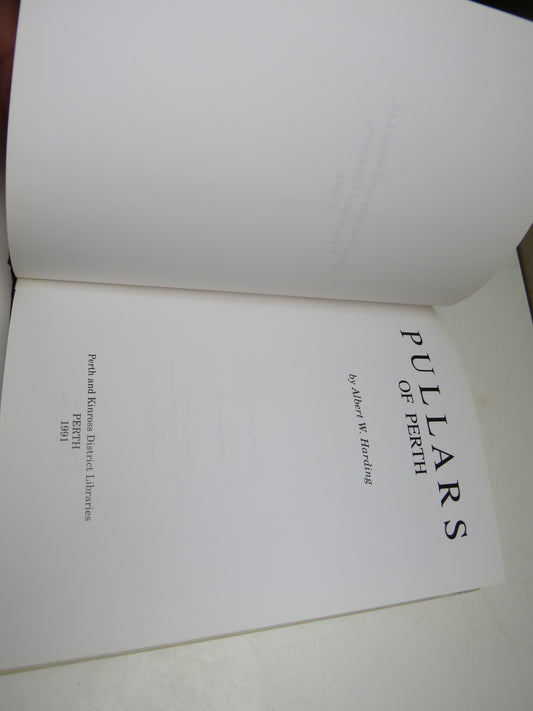 PULLARS
OF PERTH
by Albert W. Harding
Perth and Kinross District Libraries
PERTH
1991